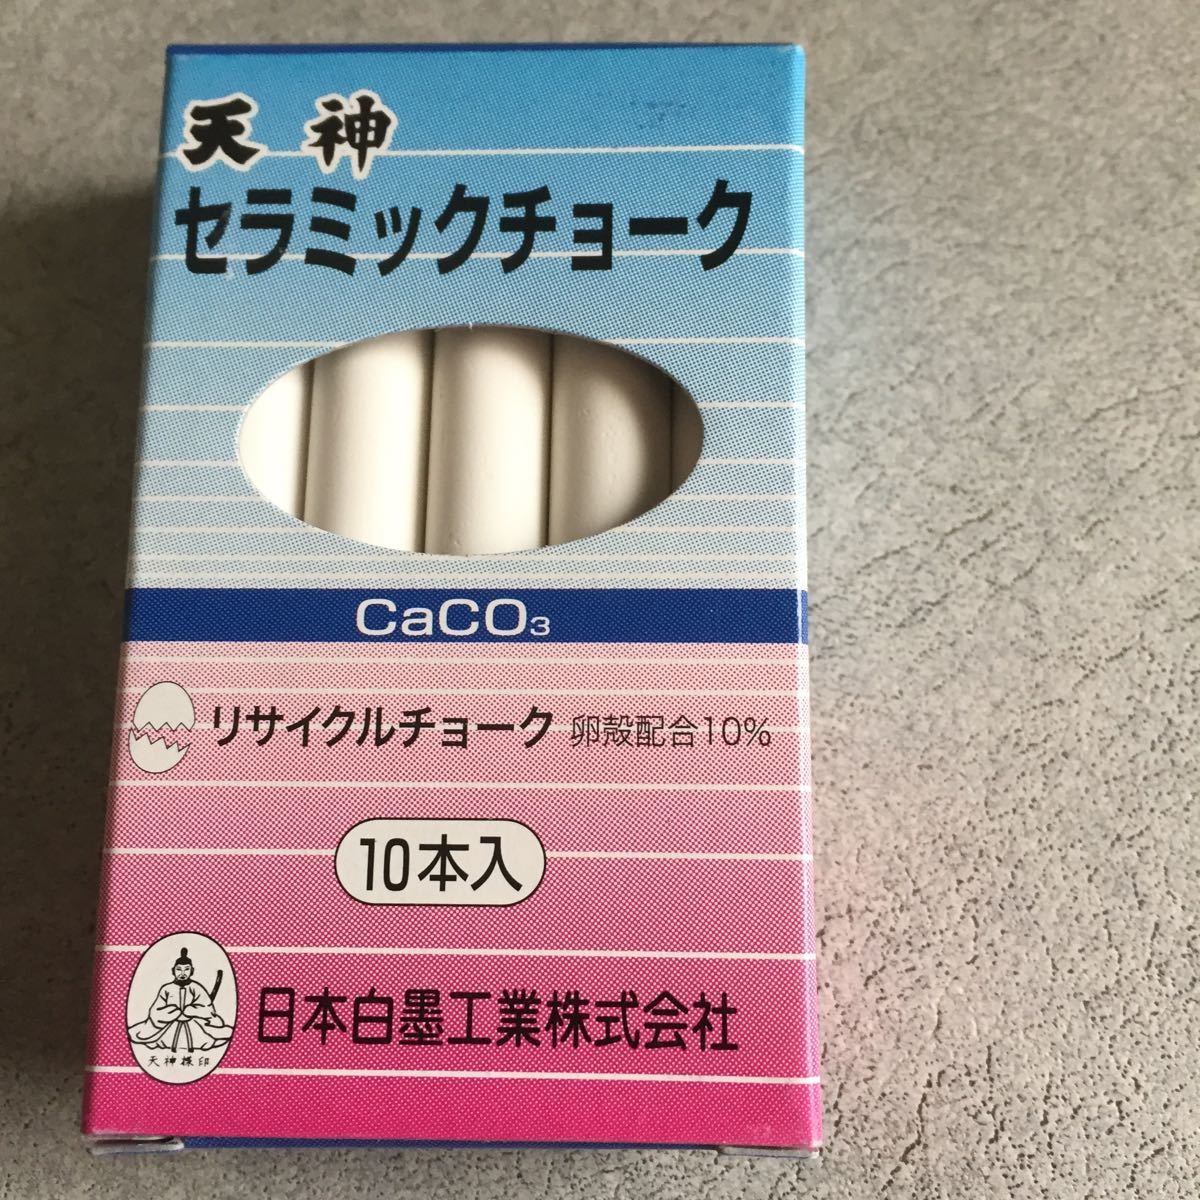 天神
セラミックチョーク
CaCO₃
リサイクルチョーク 卵殻配合10%
10本入
日本白墨工業株式会社
天神様印